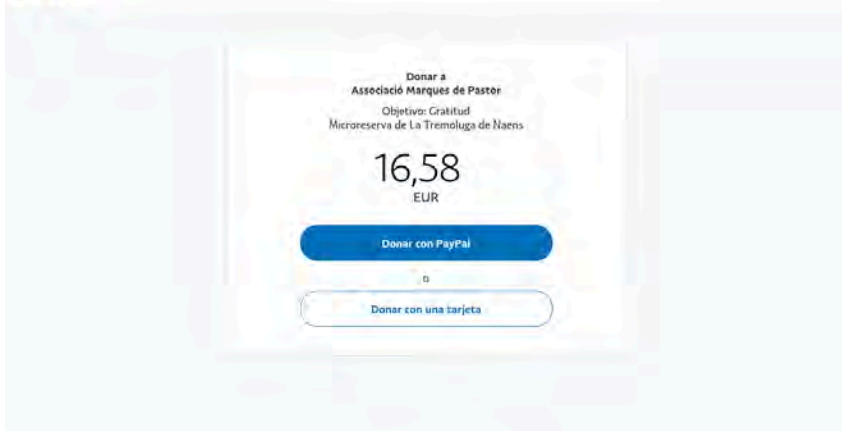 Donar a
Associació Marques de Pastor
Objetivo: Gratitud
Microreserva de La Tremoluga de Naens
16,58
EUR
Donar con PayPal
o
Donar con una tarjeta